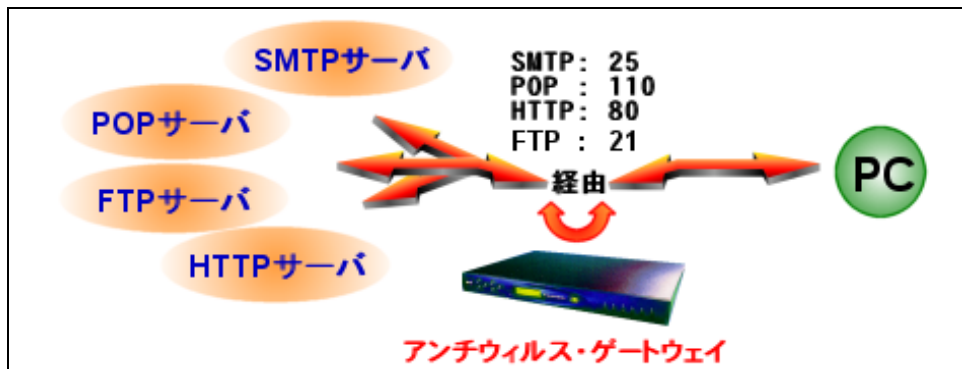 SMTPサーバ
POPサーバ
FTPサーバ
HTTPサーバ
SMTP: 25
POP : 110
HTTP: 80
FTP : 21
経由
PC
アンチウィルス・ゲートウェイ